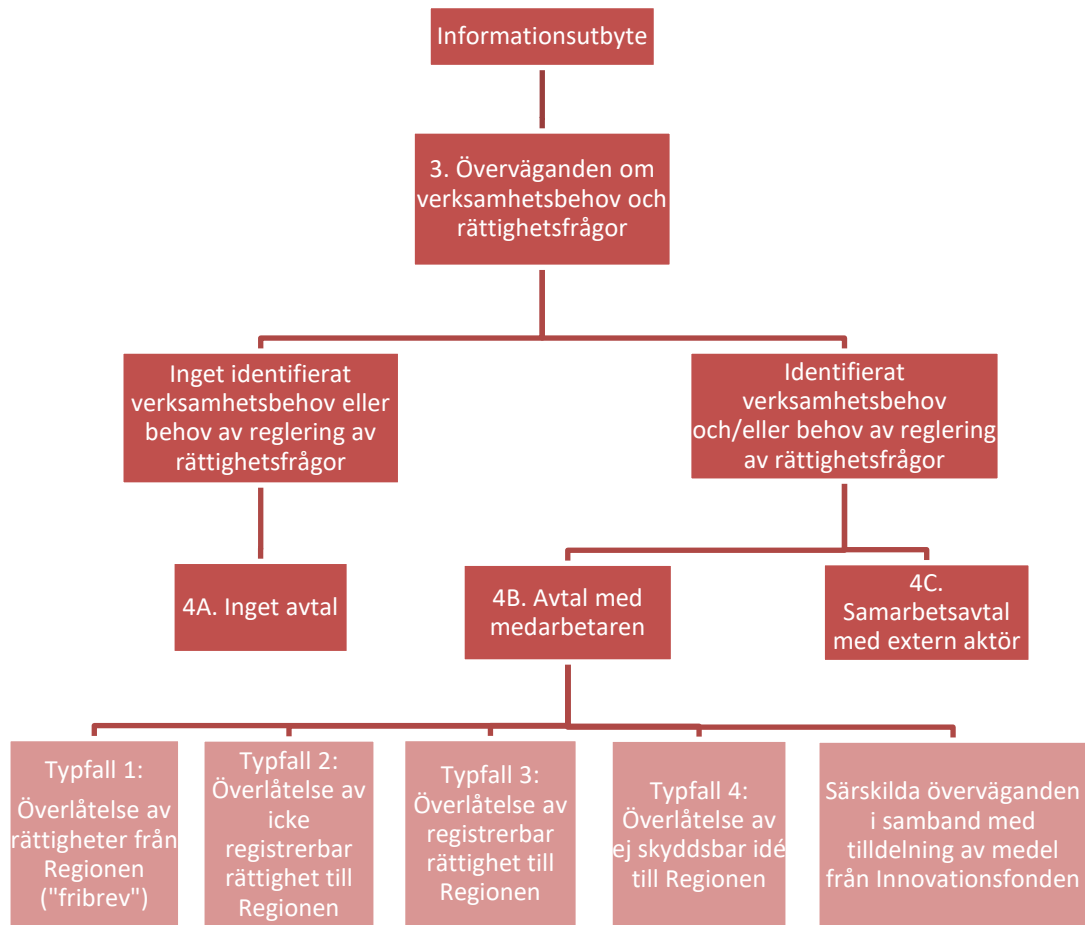 Informationsutbyte
3. Överväganden om
verksamhetsbehov och
rättighetsfrågor
Inget identifierat
verksamhetsbehov eller
behov av reglering av
rättighetsfrågor
Identifierat
verksamhetsbehov
och/eller behov av reglering
av rättighetsfrågor
4A. Inget avtal
4B. Avtal med
medarbetaren
4C.
Samarbetsavtal
med extern aktör
Typfall 1:
Överlåtelse av
rättigheter från
Regionen
("fribrev")
Typfall 2:
Överlåtelse av
icke
registrerbar
rättighet till
Regionen
Typfall 3:
Överlåtelse av
registrerbar
rättighet till
Regionen
Typfall 4:
Överlåtelse av
ej skyddsbar idé
till Regionen
Särskilda överväganden
i samband med
tilldelning av medel
från Innovationsfonden